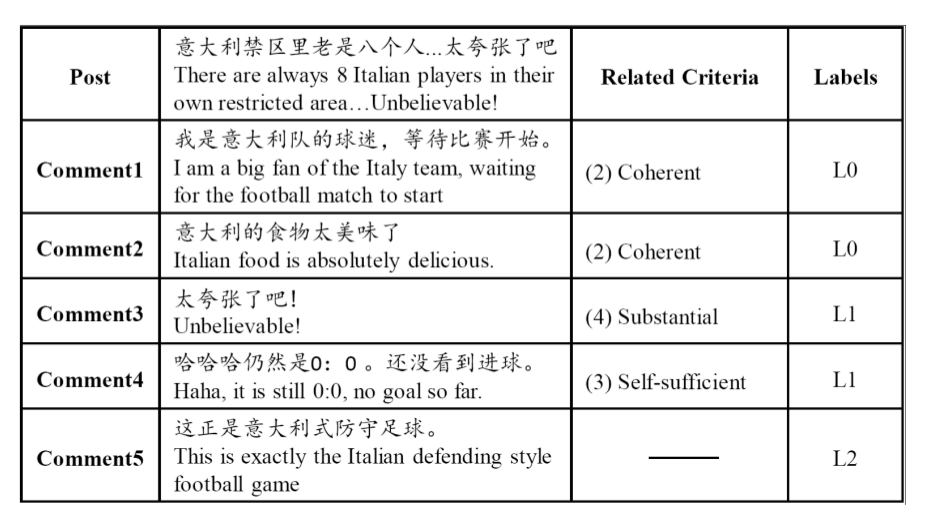 Post
意大利禁区里老是八个人...太夸张了吧
There are always 8 Italian players in their
own restricted area…Unbelievable!
Related Criteria
Labels
Comment1
我是意大利队的球迷，等待比赛开始。
I am a big fan of the Italy team, waiting
for the football match to start
(2) Coherent
L0
Comment2
意大利的食物太美味了
Italian food is absolutely delicious.
(2) Coherent
L0
Comment3
太夸张了吧!
Unbelievable!
(4) Substantial
L1
Comment4
哈哈哈仍然是0：0 。还没看到进球。
Haha, it is still 0:0, no goal so far.
(3) Self-sufficient
L1
Comment5
这正是意大利式防守足球。
This is exactly the Italian defending style
football game
L2